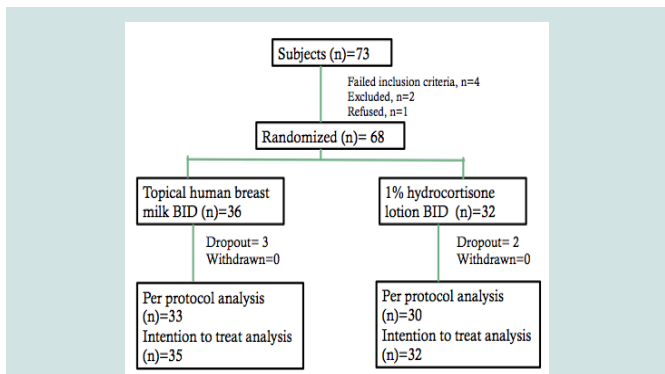 Subjects (n)=73
Failed inclusion criteria, n=4
Excluded, n=2
Refused, n=1
Randomized (n)= 68
Topical human breast
milk BID (n)=36
1% hydrocortisone
lotion BID (n)=32
Dropout= 3
Withdrawn=0
Dropout= 2
Withdrawn=0
Per protocol analysis
(n)=33
Intention to treat analysis
(n)=35
Per protocol analysis
(n)=30
Intention to treat analysis
(n)=32